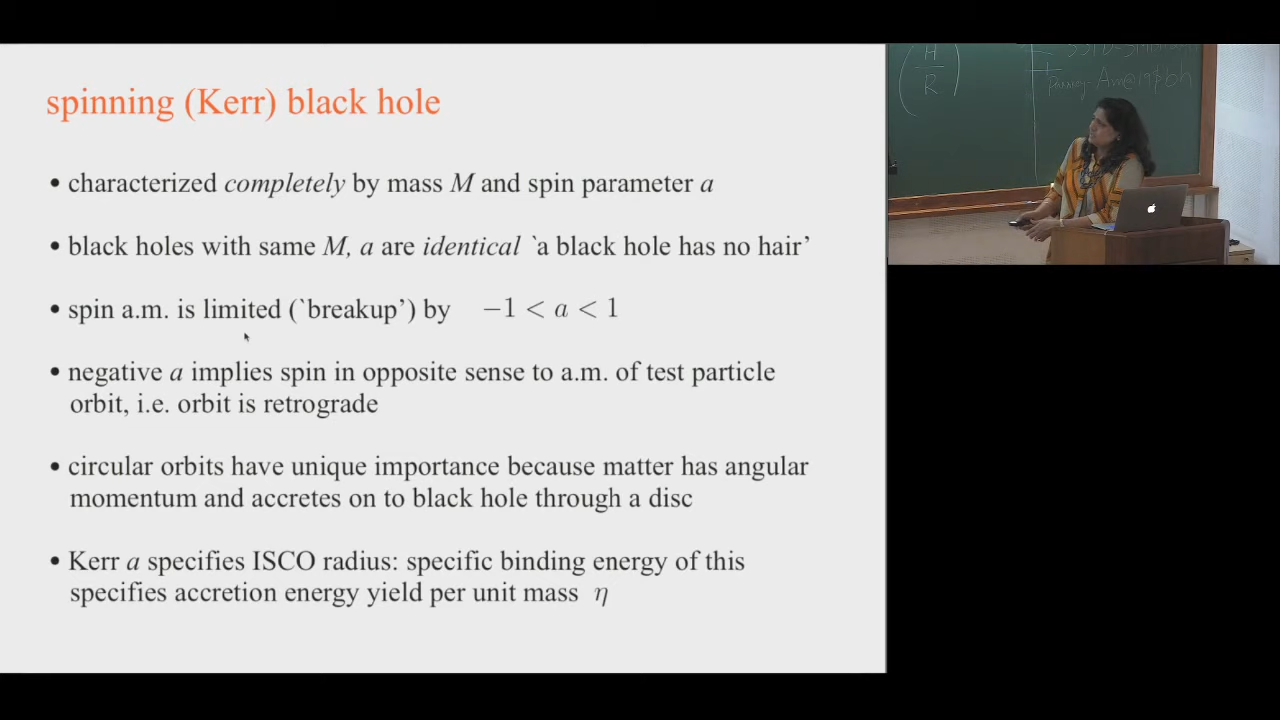 spinning (Kerr) black hole
• characterized completely by mass M and spin parameter a
• black holes with same M, a are identical `a black hole has no hair’
• spin a.m. is limited (`breakup’) by −1 < a < 1
• negative a implies spin in opposite sense to a.m. of test particle
orbit, i.e. orbit is retrograde
• circular orbits have unique importance because matter has angular
momentum and accretes on to black hole through a disc
• Kerr a specifies ISCO radius: specific binding energy of this
specifies accretion energy yield per unit mass η
(H
R)